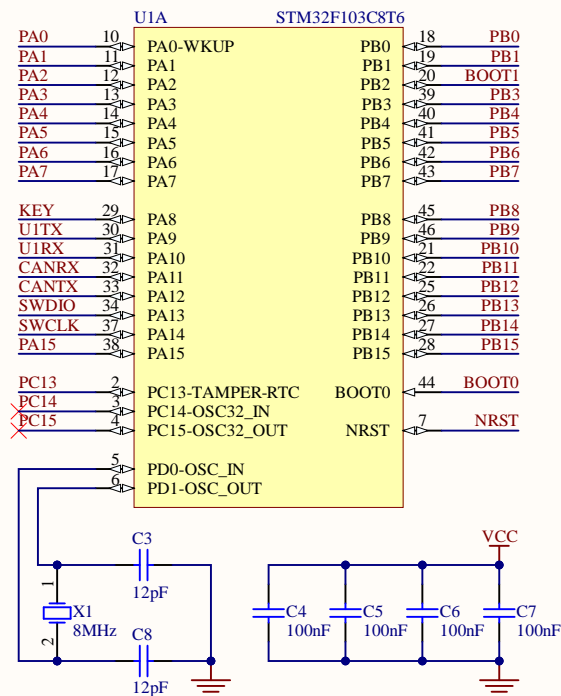 U1A STM32F103C8T6
PA0 10 PA0-WKUP PB0 18 PB0
PA1 11 PA1 PB1 19 PB1
PA2 12 PA2 PB2 20 BOOT1
PA3 13 PA3 PB3 39 PB3
PA4 14 PA4 PB4 40 PB4
PA5 15 PA5 PB5 41 PB5
PA6 16 PA6 PB6 42 PB6
PA7 17 PA7 PB7 43 PB7
KEY 29 PA8 PB8 45 PB8
U1TX 30 PA9 PB9 46 PB9
U1RX 31 PA10 PB10 21 PB10
CANRX 32 PA11 PB11 22 PB11
CANTX 33 PA12 PB12 25 PB12
SWDIO 34 PA13 PB13 26 PB13
SWCLK 37 PA14 PB14 27 PB14
PA15 38 PA15 PB15 28 PB15
PC13 2 PC13-TAMPER-RTC BOOT0 44 BOOT0
PC14 3 PC14-OSC32_IN
PC15 4 PC15-OSC32_OUT NRST 7 NRST
5 PD0-OSC_IN
6 PD1-OSC_OUT
C3
12pF
1
X1
8MHz
2
C8
12pF
VCC
C4 C5 C6 C7
100nF 100nF 100nF 100nF